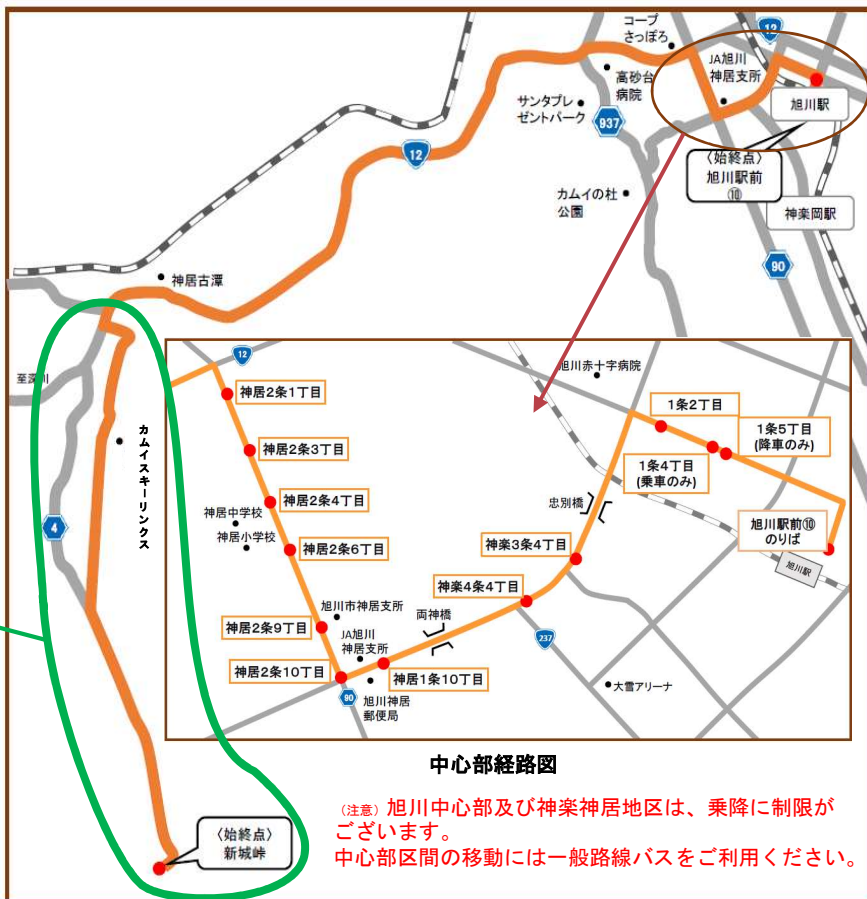 コープ
さっぽろ
12
JA旭川
神居支所
高砂台
病院
旭川駅
サンタプレ
ゼントパーク
937
12
〈始終点〉
旭川駅前
⑩
カムイの杜
公園
神楽岡駅
90
神居古潭
至深川
カムイスキーリンクス
4
〈始終点〉
新城峠
12
旭川赤十字病院
神居2条1丁目
1条2丁目
1条5丁目
(降車のみ)
神居2条3丁目
1条4丁目
(乗車のみ)
神居2条4丁目
忠別橋
神居中学校
神居小学校
旭川駅前⑩
のりば
神居2条6丁目
神楽3条4丁目
旭川駅
神楽4条4丁目
旭川市神居支所
両神橋
神居2条9丁目
JA旭川
神居支所
237
神居2条10丁目
神居1条10丁目
大雪アリーナ
90
旭川神居
郵便局
中心部経路図
(注意) 旭川中心部及び神楽神居地区は、乗降に制限が
ございます。
中心部区間の移動には一般路線バスをご利用ください。